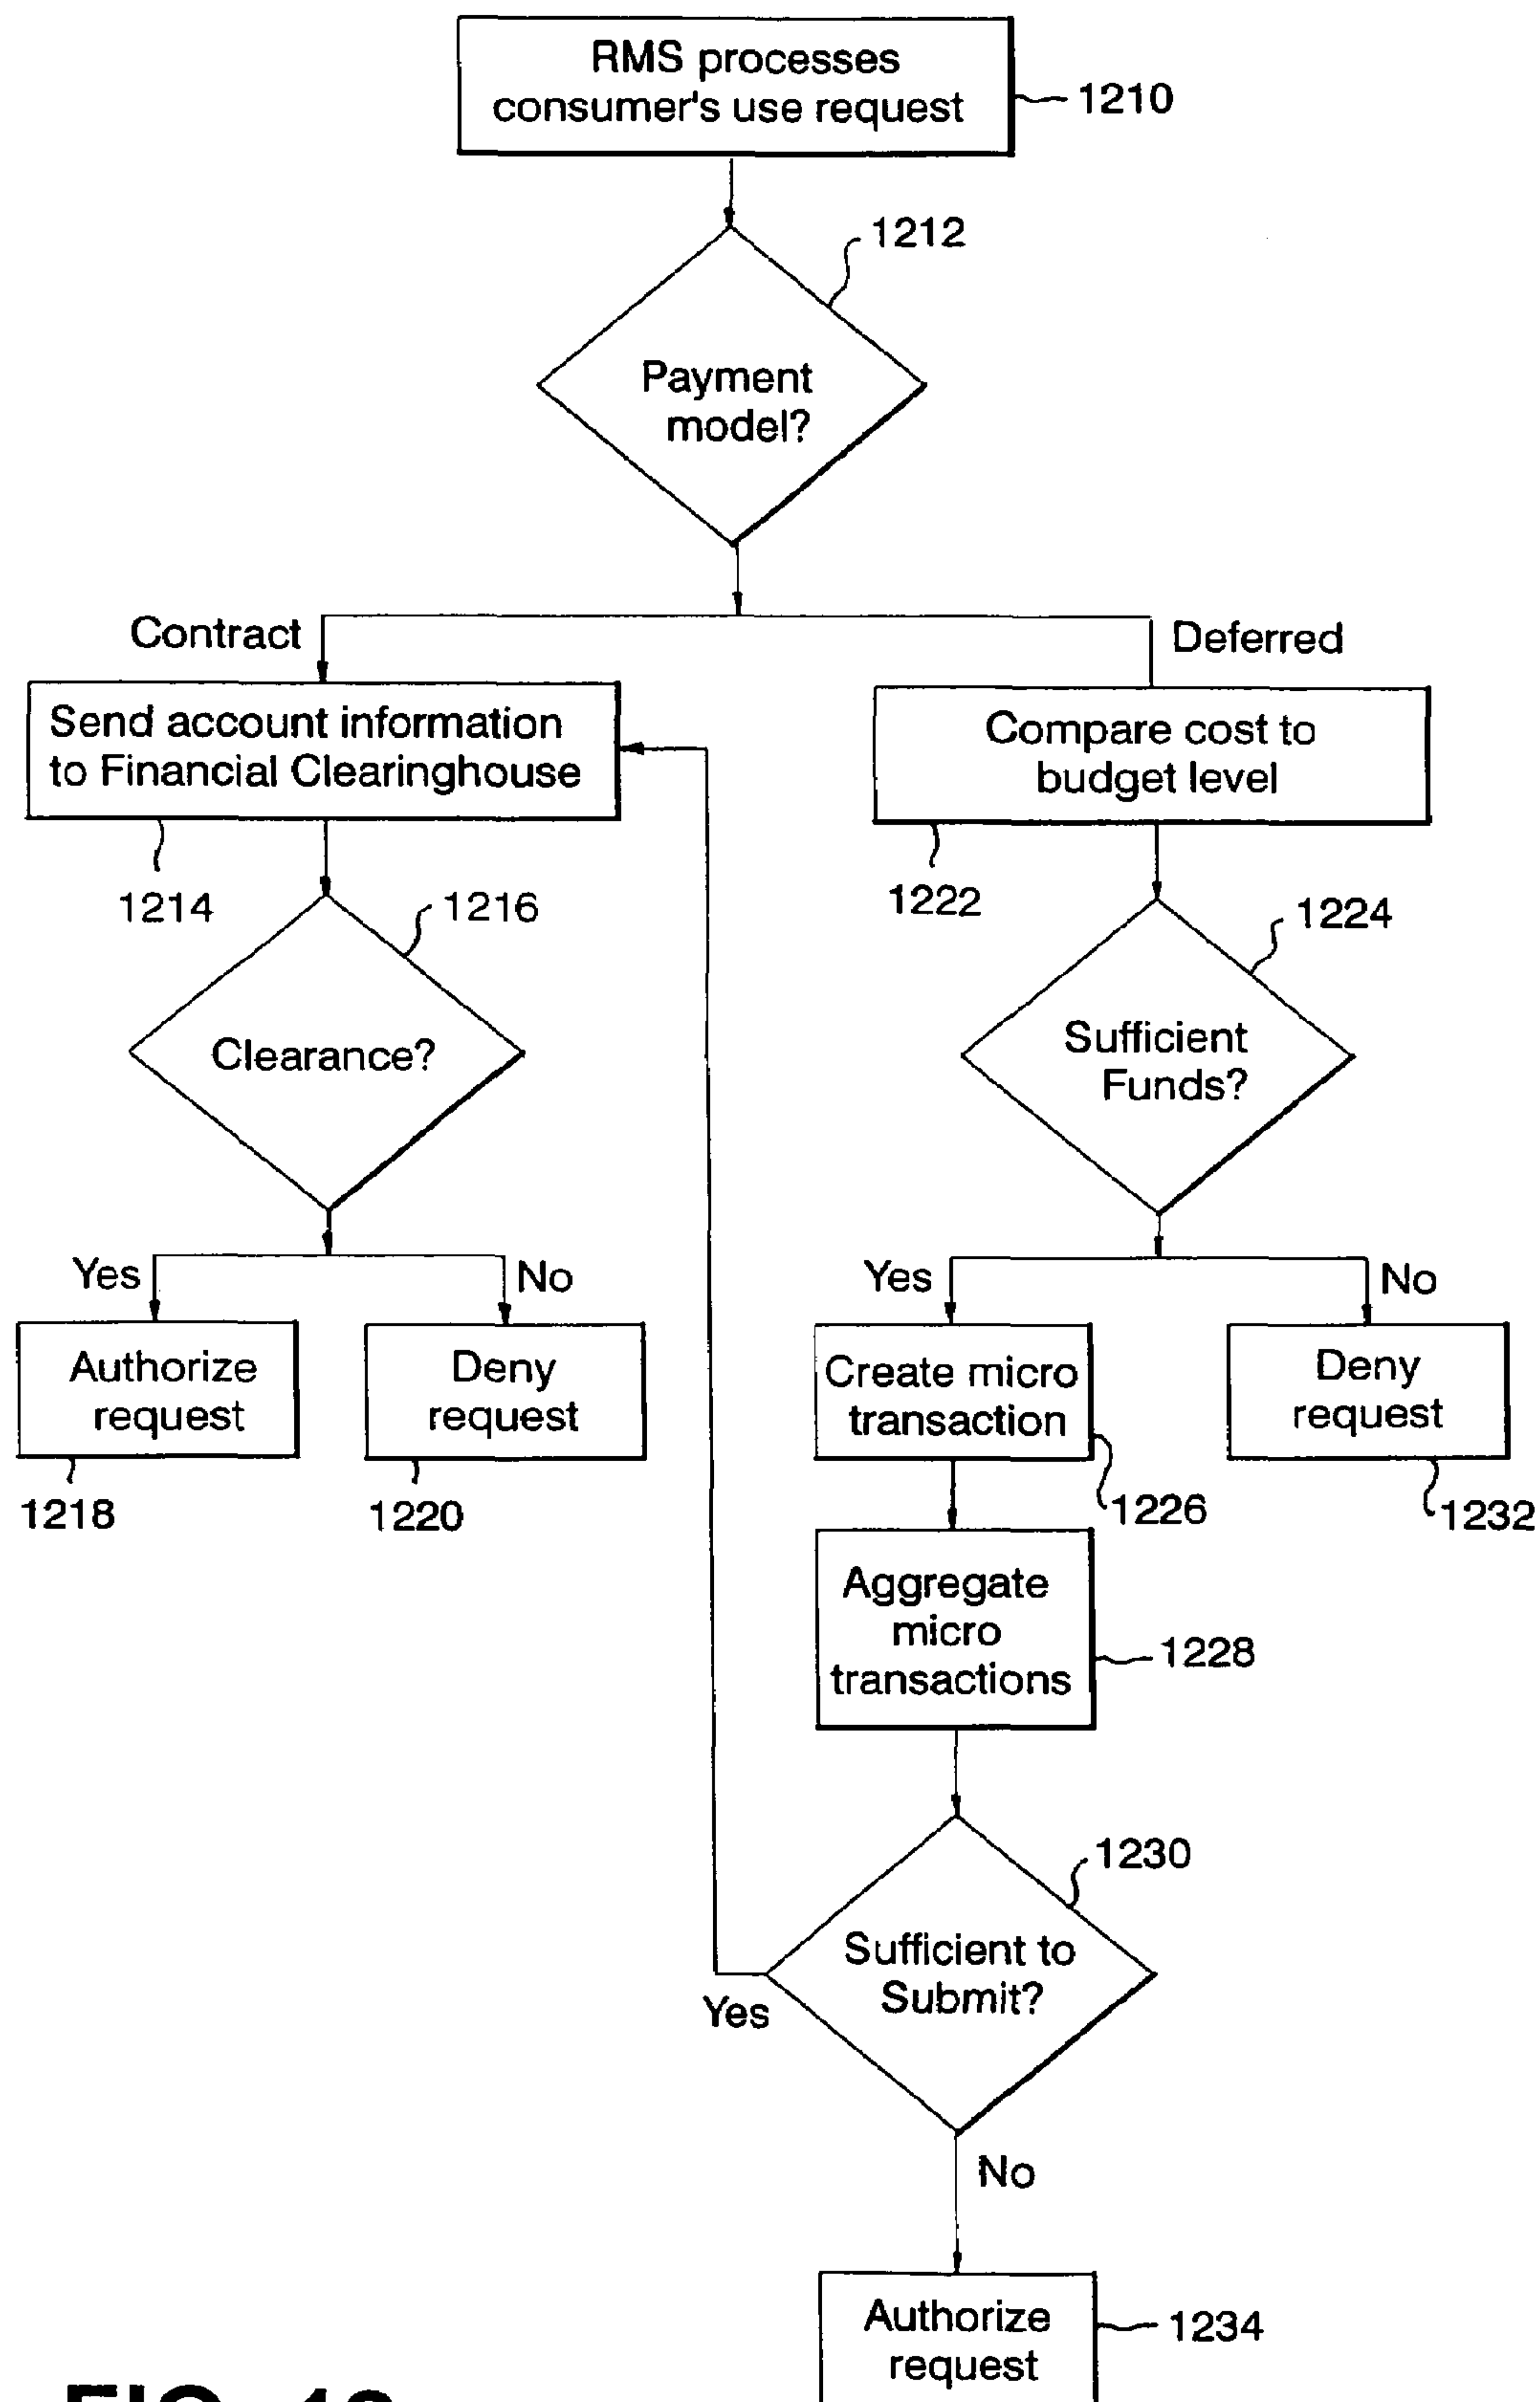 RMS processes
consumer's use request
1210
1212
Payment
model?
Contract
Deferred
Send account information
to Financial Clearinghouse
Compare cost to
budget level
1214
1216
1222
1224
Clearance?
Sufficient
Funds?
Yes
No
Yes
No
Authorize
request
Deny
request
Create micro
transaction
Deny
request
1218
1220
1226
1232
Aggregate
micro
transactions
1228
1230
Sufficient to
Submit?
Yes
No
Authorize
request
1234